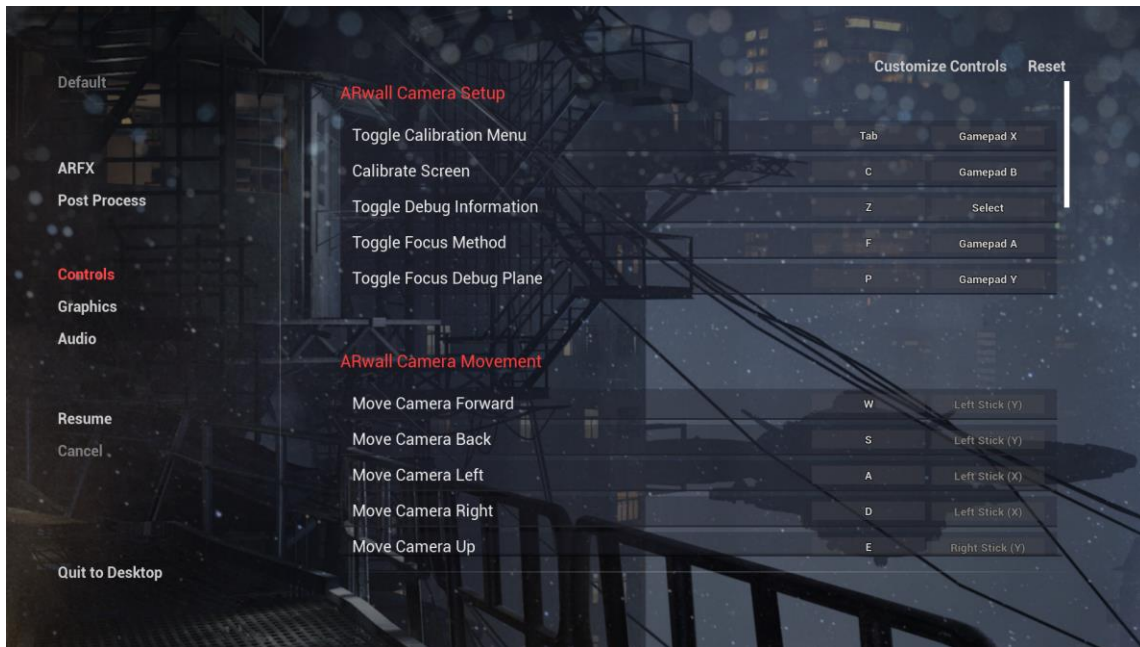 Customize Controls Reset
Default
ARFX
Post Process
Controls
Graphics
Audio
Resume
Cancel
Quit to Desktop
ARwall Camera Setup
Toggle Calibration Menu Tab Gamepad X
Calibrate Screen C Gamepad B
Toggle Debug Information Z Select
Toggle Focus Method F Gamepad A
Toggle Focus Debug Plane P Gamepad Y
ARwall Camera Movement
Move Camera Forward W Left Stick (Y)
Move Camera Back S Left Stick (Y)
Move Camera Left A Left Stick (X)
Move Camera Right D Left Stick (X)
Move Camera Up E Right Stick (Y)